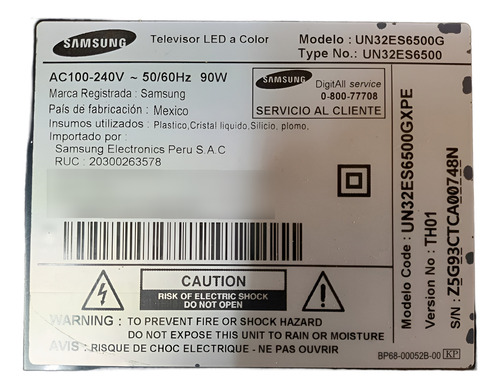 SAMSUNG Televisor LED a Color
Modelo : UN32ES6500G
Type No.: UN32ES6500
AC100-240V ~ 50/60Hz 90W
Marca Registrada : Samsung
País de fabricación : Mexico
Insumos utilizados : Plastico,Cristal liquido,Silicio, plomo,
Importado por :
Samsung Electronics Peru S.A.C
RUC : 20300263578
SAMSUNG DigitAll service
0-800-77708
SERVICIO AL CLIENTE
Modelo Code : UN32ES6500GXPE
Version No : TH01
S/N : Z5G93CTCA00748N
CAUTION
RISK OF ELECTRIC SHOCK
DO NOT OPEN
WARNING : TO PREVENT FIRE OR SHOCK HAZARD
DO NOT EXPOSE THIS UNIT TO RAIN OR MOISTURE
AVIS : RISQUE DE CHOC ELECTRIQUE - NE PAS OUVRIR
BP68-00052B-00 KP